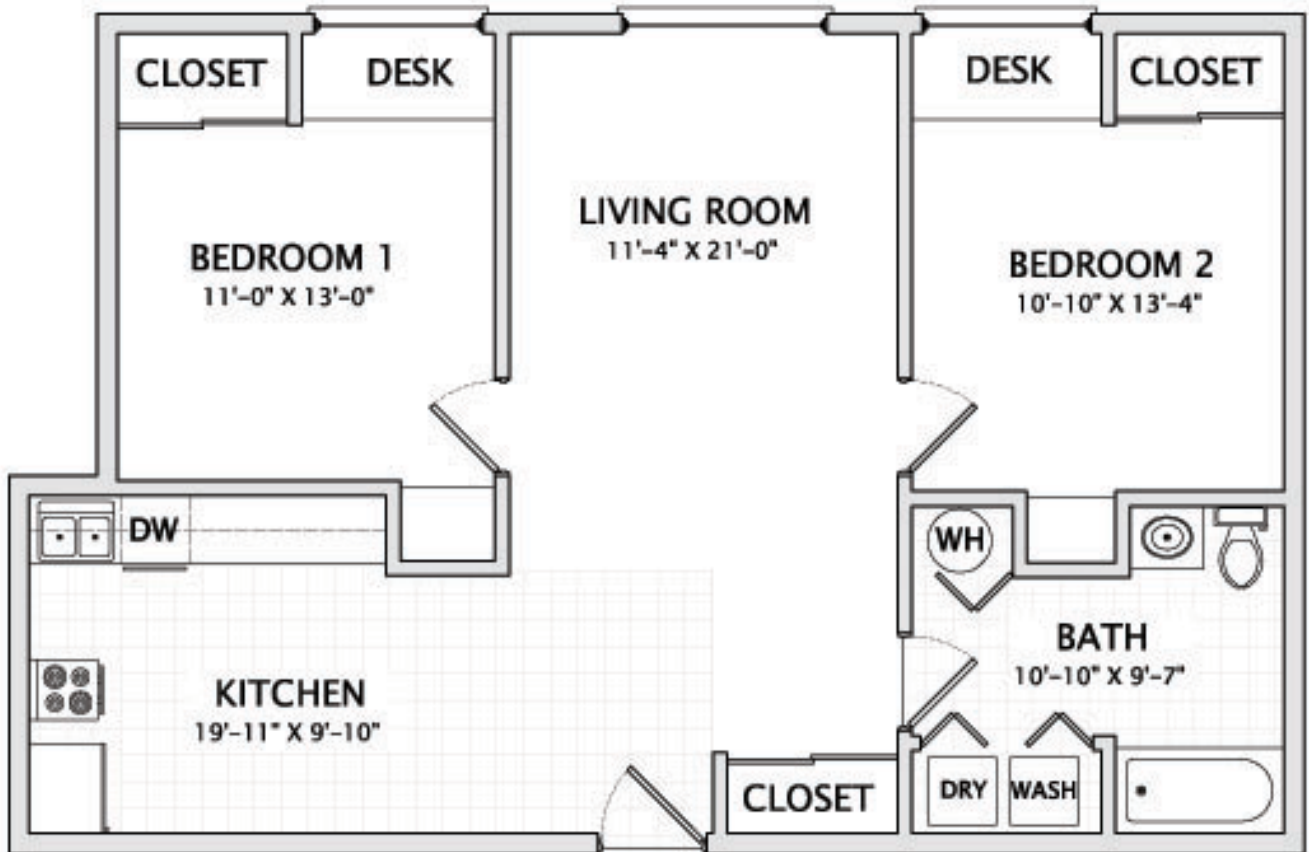 CLOSET
DESK
DESK
CLOSET
LIVING ROOM
11'-4" X 21'-0"
BEDROOM 1
11'-0" X 13'-0"
BEDROOM 2
10'-10" X 13'-4"
DW
WH
BATH
10'-10" X 9'-7"
KITCHEN
19'-11" X 9'-10"
CLOSET
DRY
WASH